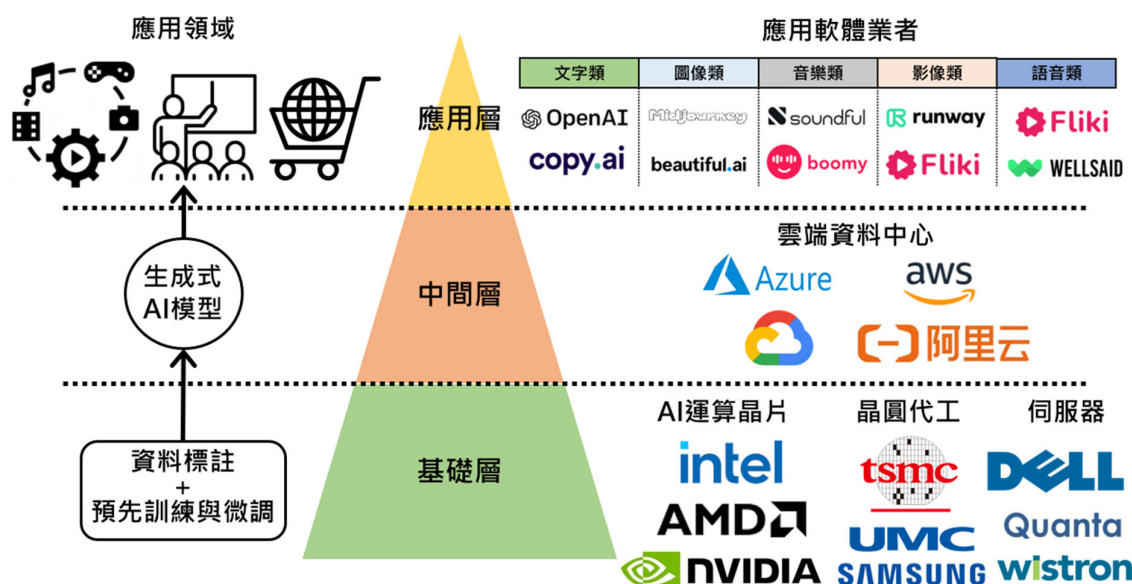 應用領域
應用軟體業者
文字類 圖像類 音樂類 影像類 語音類
OpenAI Midjourney soundful runway Fliki
copy.ai beautiful.ai boomy Fliki WELLSAID
應用層
雲端資料中心
生成式
AI模型
中間層
Azure aws
阿里云
AI運算晶片 晶圓代工 伺服器
資料標註
+
預先訓練與微調
基礎層
intel tsmc DELL
AMD UMC Quanta
NVIDIA SAMSUNG wistron